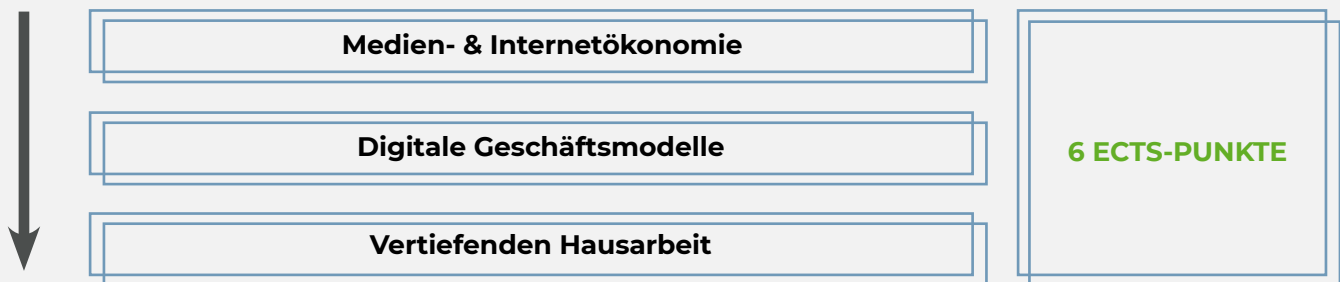 Medien- & Internetökonomie
Digitale Geschäftsmodelle
6 ECTS-PUNKTE
Vertiefenden Hausarbeit